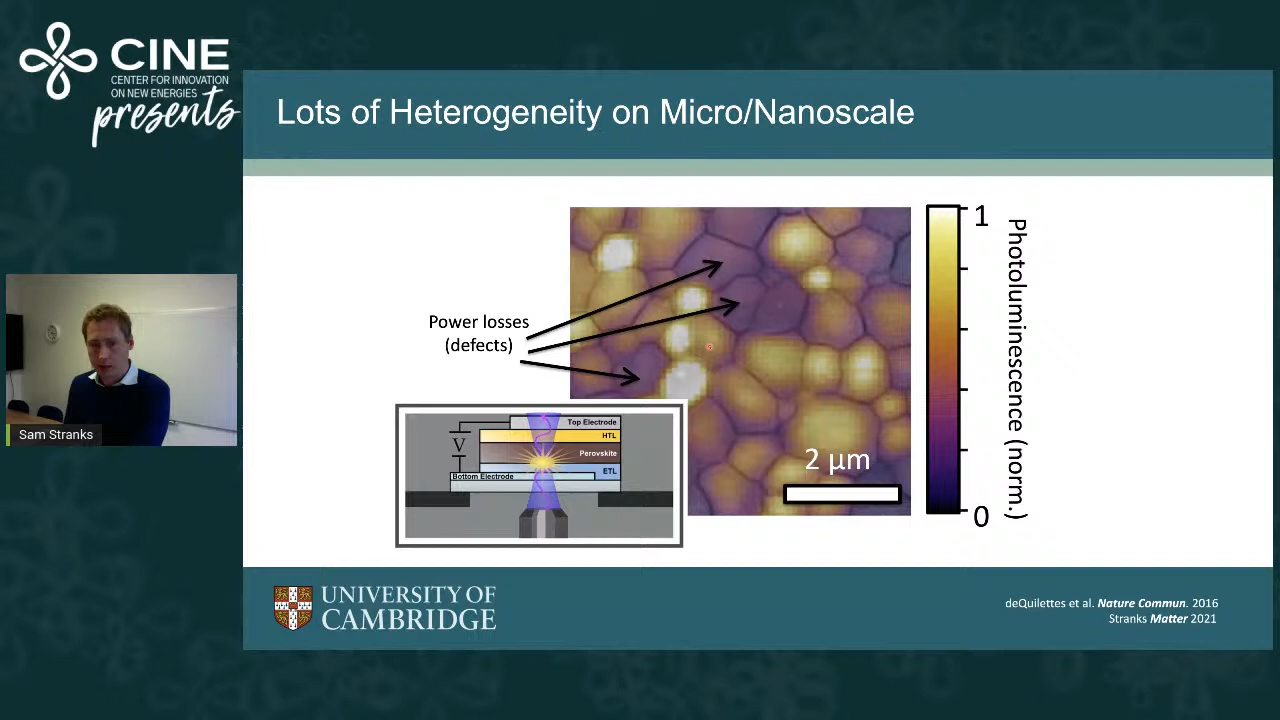 CINE
CENTER FOR INNOVATION
ON NEW ENERGIES
presents
Lots of Heterogeneity on Micro/Nanoscale
Power losses
(defects)
1
Photoluminescence (norm.)
0
2 μm
V
Top Electrode
HTL
Perovskite
ETL
Bottom Electrode
Sam Stranks
UNIVERSITY OF
CAMBRIDGE
deQuilettes et al. Nature Commun. 2016
Stranks Matter 2021